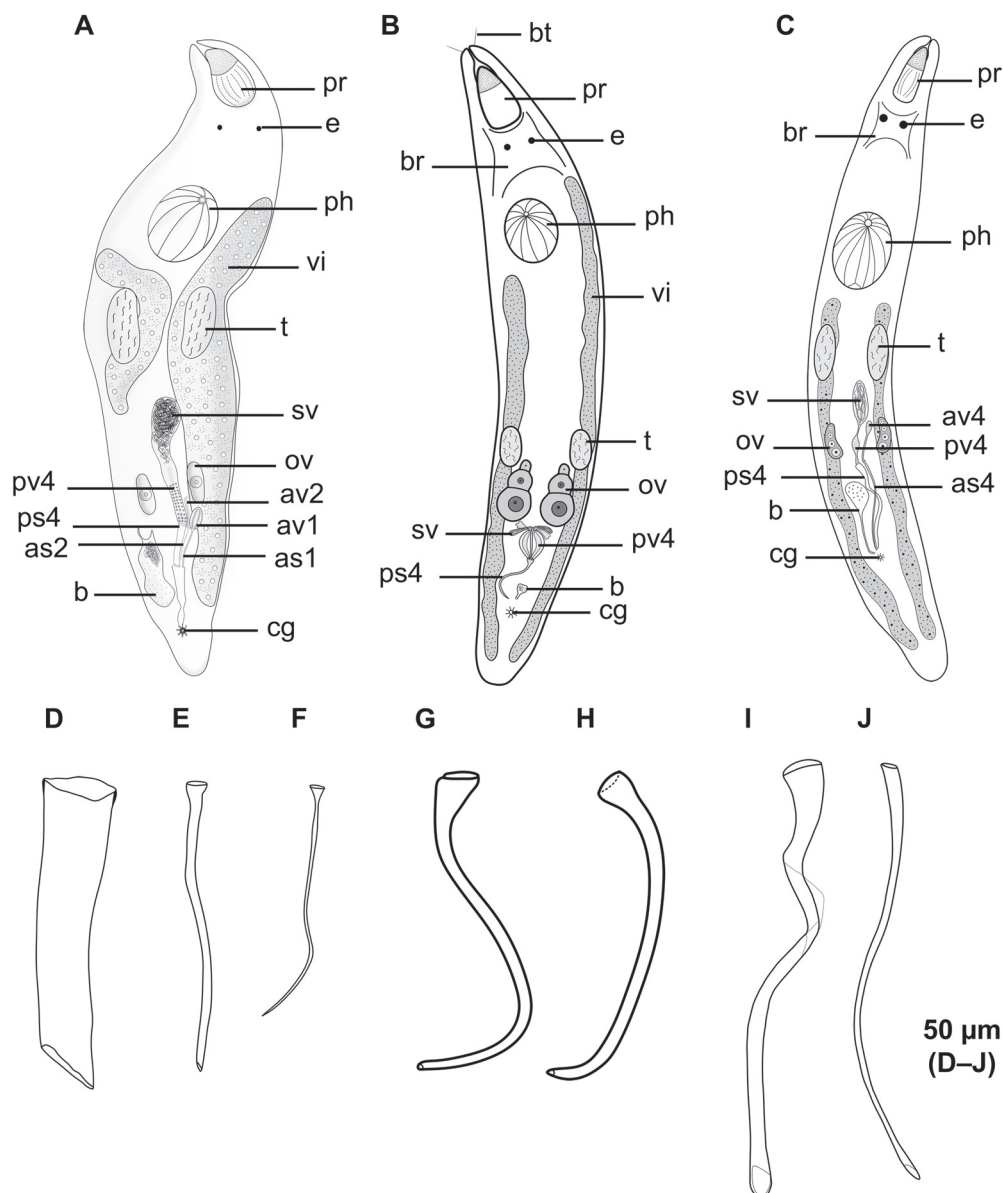 A
pr
e
ph
vi
t
sv
ov
pv4
av2
ps4
av1
as2
as1
b
cg
B
bt
pr
e
br
ph
vi
t
ov
sv
pv4
ps4
b
cg
C
pr
e
br
ph
t
sv
av4
ov
pv4
ps4
as4
b
cg
D
E
F
G
H
I
J
50 µm
(D–J)